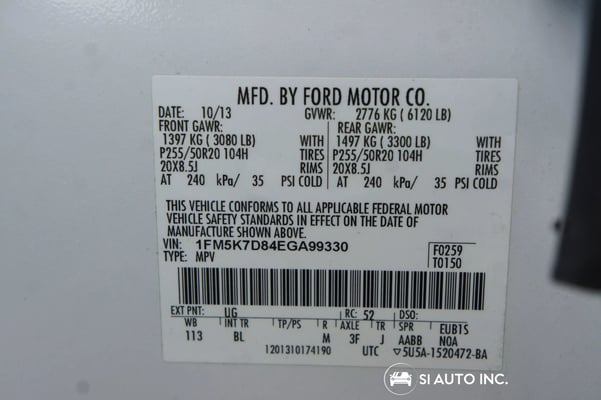 MFD. BY FORD MOTOR CO.
DATE: 10/13 GVWR: 2776 KG ( 6120 LB)
FRONT GAWR: REAR GAWR:
1397 KG ( 3080 LB) WITH 1497 KG ( 3300 LB) WITH
P255/50R20 104H TIRES P255/50R20 104H TIRES
20X8.5J RIMS 20X8.5J RIMS
AT 240 kPa/ 35 PSI COLD AT 240 kPa/ 35 PSI COLD
THIS VEHICLE CONFORMS TO ALL APPLICABLE FEDERAL MOTOR
VEHICLE SAFETY STANDARDS IN EFFECT ON THE DATE OF
MANUFACTURE SHOWN ABOVE.
VIN: 1FM5K7D84EGA99330 F0259
TYPE: MPV T0150
EXT PNT: UG RC: 52 DSO:
WB INT TR TP/PS R AXLE TR SPR EUB1S
113 BL M 3F J AABB N0A
1201310174190 UTC ▽5U5A-1520472-BA
SI AUTO INC.